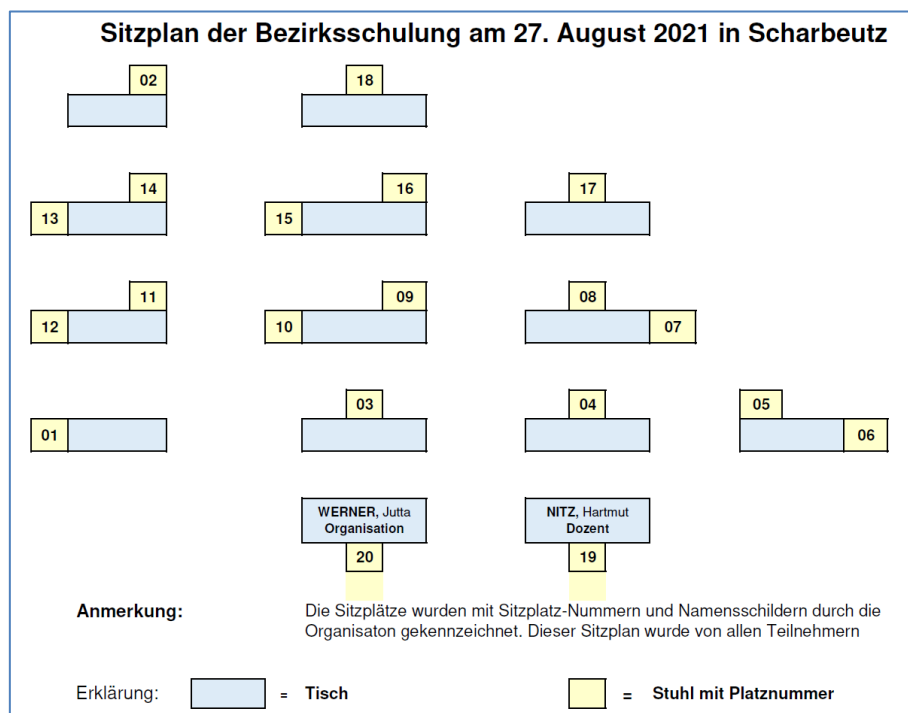 Sitzplan der Bezirksschulung am 27. August 2021 in Scharbeutz
02 18
14 16 17
13 15
11 09 08
12 10 07
03 04 05
01 06
WERNER, Jutta NITZ, Hartmut
Organisation Dozent
20 19
Anmerkung: Die Sitzplätze wurden mit Sitzplatz-Nummern und Namensschildern durch die
Organisaton gekennzeichnet. Dieser Sitzplan wurde von allen Teilnehmern
Erklärung: = Tisch = Stuhl mit Platznummer